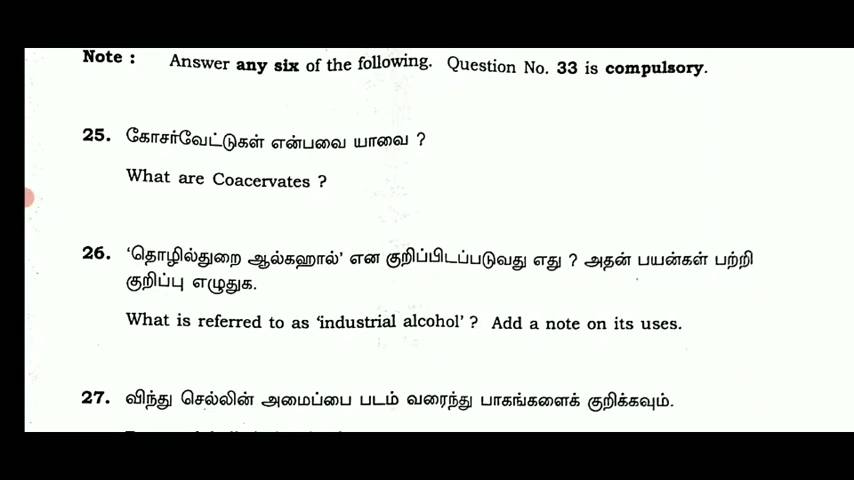 Note : Answer any six of the following. Question No. 33 is compulsory.
25. கோசர்வேட்டுகள் என்பவை யாவை ?
What are Coacervates ?
26. ‘தொழில்துறை ஆல்கஹால்’ என குறிப்பிடப்படுவது எது ? அதன் பயன்கள் பற்றி
குறிப்பு எழுதுக.
What is referred to as ‘industrial alcohol’ ? Add a note on its uses.
27. விந்து செல்லின் அமைப்பை படம் வரைந்து பாகங்களைக் குறிக்கவும்.